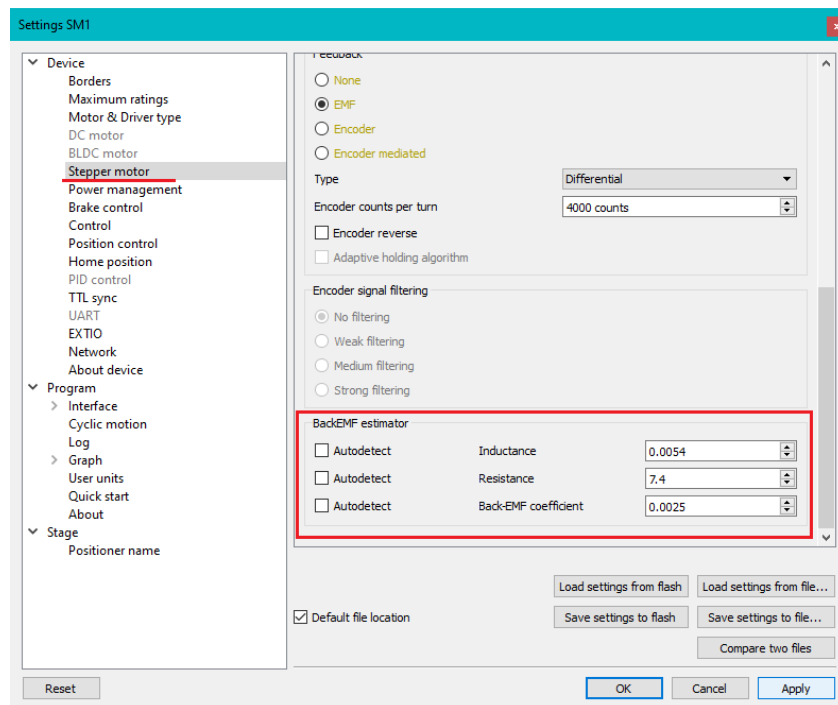 Settings SM1
Device
Borders
Maximum ratings
Motor & Driver type
DC motor
BLDC motor
Stepper motor
Power management
Brake control
Control
Position control
Home position
PID control
TTL sync
UART
EXTIO
Network
About device
Program
Interface
Cyclic motion
Log
Graph
User units
Quick start
About
Stage
Positioner name
Feedback
None
EMF
Encoder
Encoder mediated
Type Differential
Encoder counts per turn 4000 counts
Encoder reverse
Adaptive holding algorithm
Encoder signal filtering
No filtering
Weak filtering
Medium filtering
Strong filtering
BackEMF estimator
Autodetect Inductance 0.0054
Autodetect Resistance 7.4
Autodetect Back-EMF coefficient 0.0025
Load settings from flash Load settings from file...
Default file location Save settings to flash Save settings to file...
Compare two files
Reset OK Cancel Apply